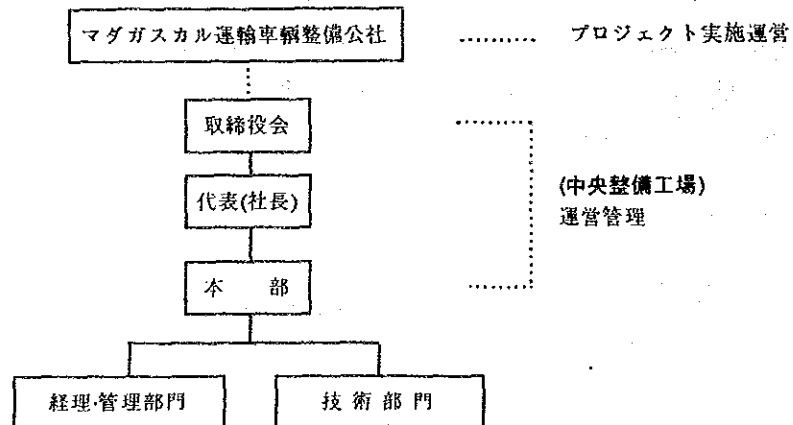 マダガスカル運輸車輌整備公社 ......... プロジェクト実施運営
取締役会
代表(社長)
(中央整備工場)
運営管理
本 部
経理・管理部門 技術部門